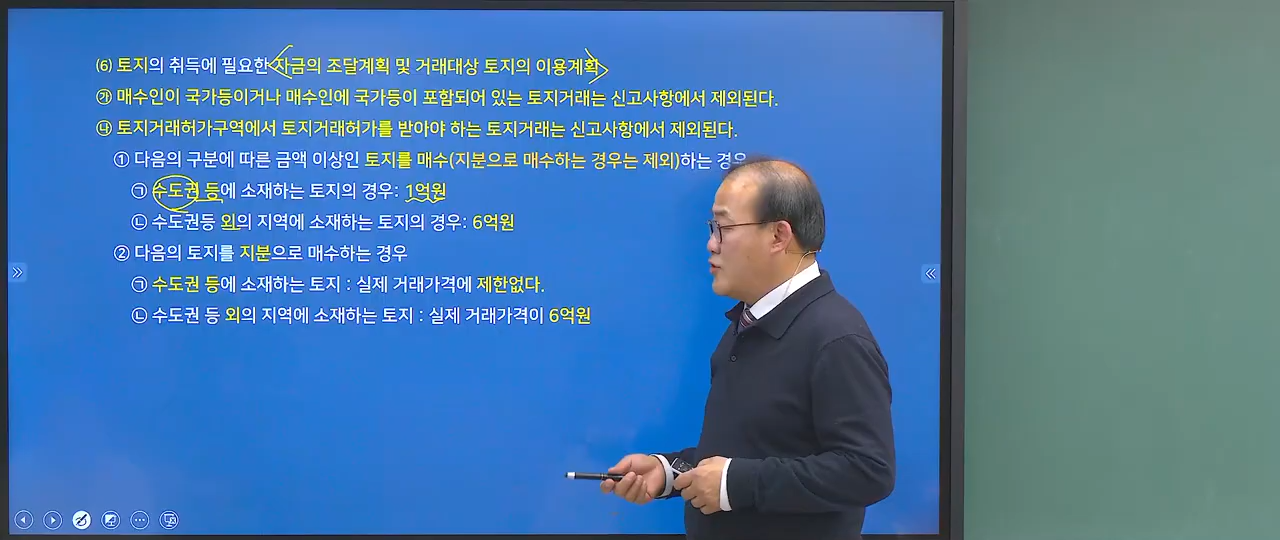 ⑹ 토지의 취득에 필요한 자금의 조달계획 및 거래대상 토지의 이용계획
㉮ 매수인이 국가등이거나 매수인에 국가등이 포함되어 있는 토지거래는 신고사항에서 제외된다.
㉯ 토지거래허가구역에서 토지거래허가를 받아야 하는 토지거래는 신고사항에서 제외된다.
① 다음의 구분에 따른 금액 이상인 토지를 매수(지분으로 매수하는 경우는 제외)하는 경우
㉠ 수도권 등에 소재하는 토지의 경우: 1억원
㉡ 수도권등 외의 지역에 소재하는 토지의 경우: 6억원
② 다음의 토지를 지분으로 매수하는 경우
㉠ 수도권 등에 소재하는 토지 : 실제 거래가격에 제한없다.
㉡ 수도권 등 외의 지역에 소재하는 토지 : 실제 거래가격이 6억원